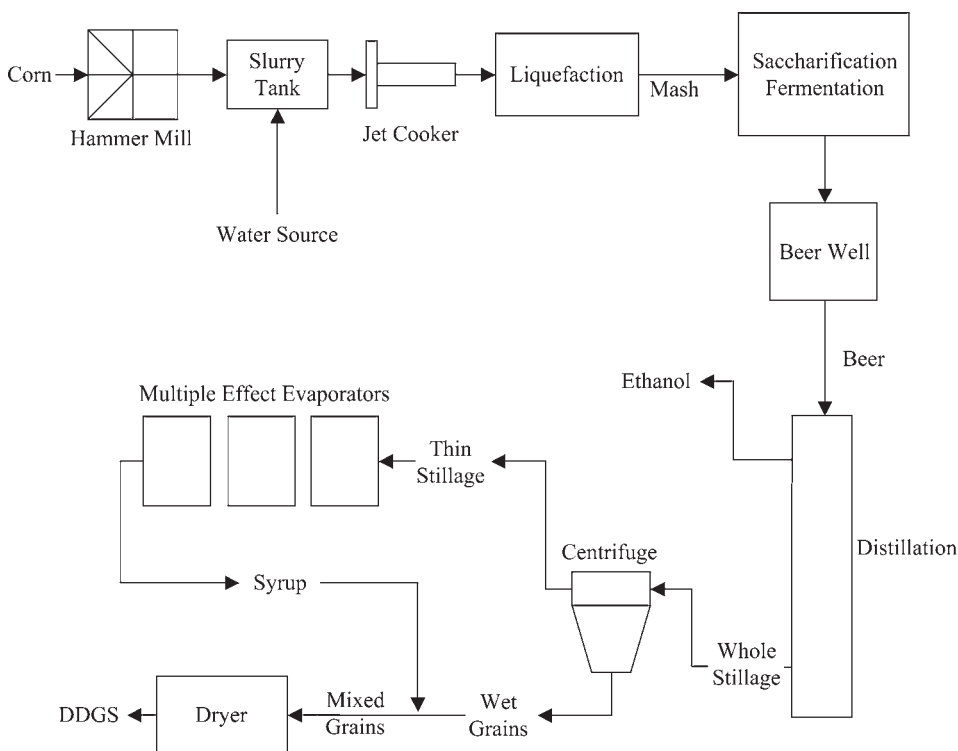 Corn
Hammer Mill
Slurry
Tank
Water Source
Jet Cooker
Liquefaction
Mash
Saccharification
Fermentation
Beer Well
Beer
Ethanol
Distillation
Whole
Stillage
Centrifuge
Thin
Stillage
Multiple Effect Evaporators
Syrup
Wet
Grains
Mixed
Grains
Dryer
DDGS